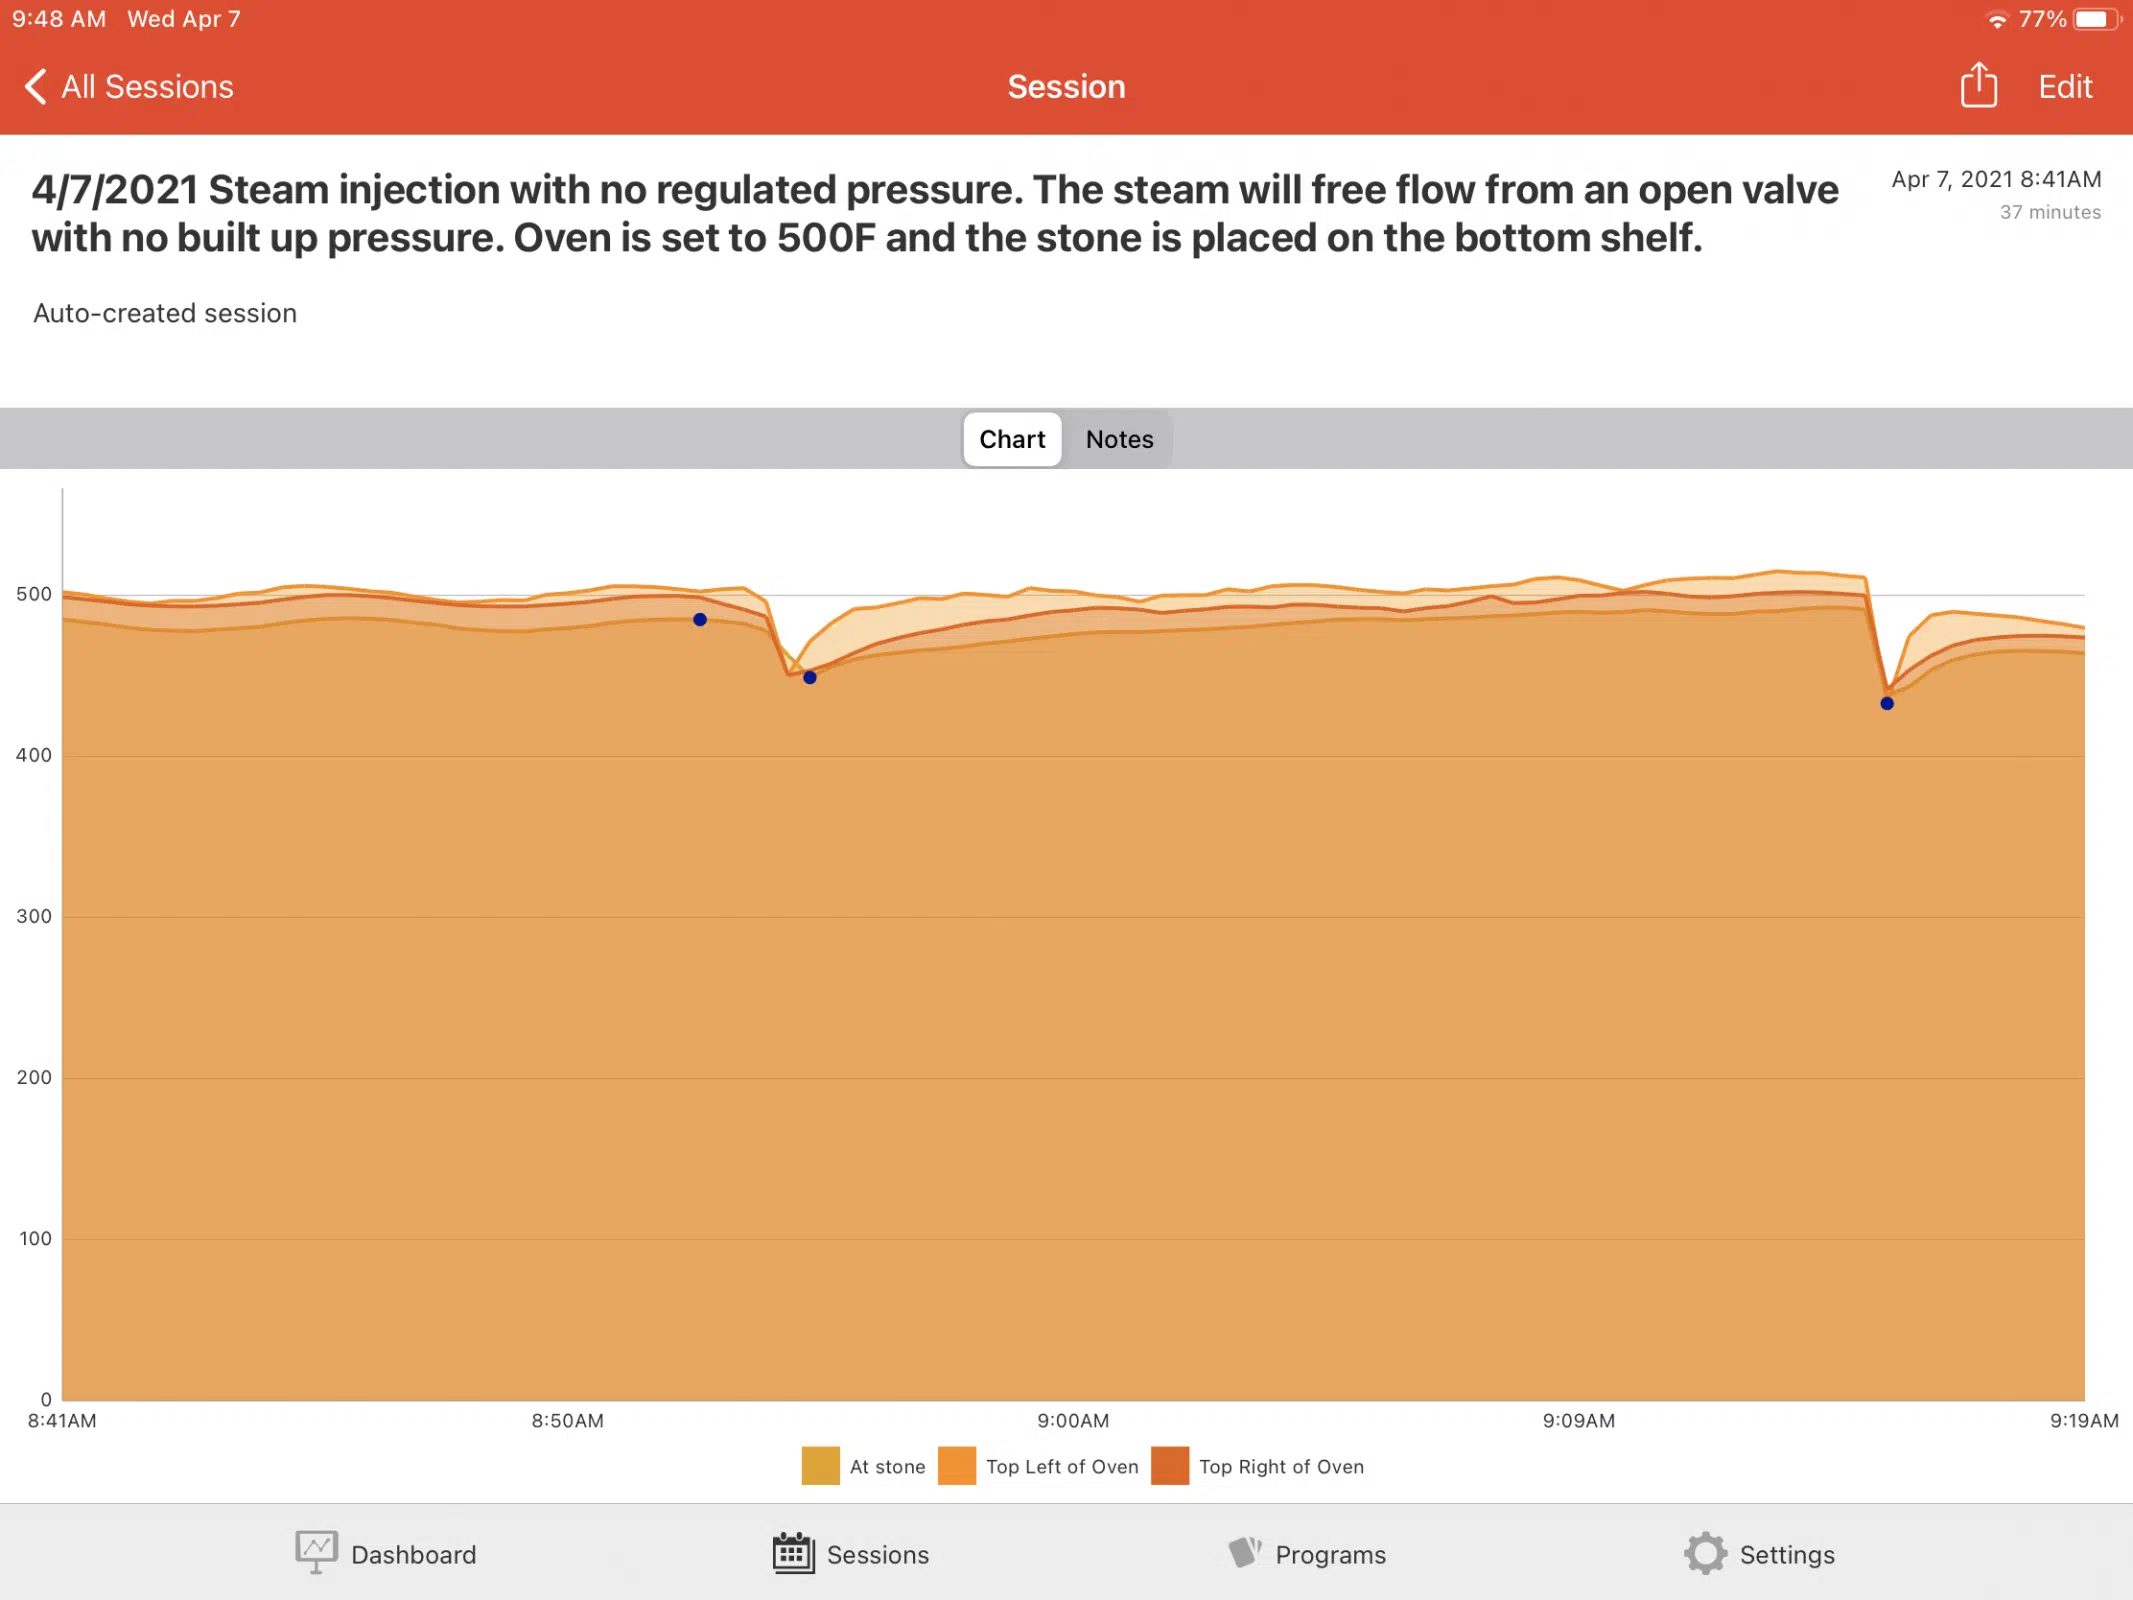 9:48 AM Wed Apr 7 77%
All Sessions Session Edit
4/7/2021 Steam injection with no regulated pressure. The steam will free flow from an open valve
with no built up pressure. Oven is set to 500F and the stone is placed on the bottom shelf.
Apr 7, 2021 8:41AM
37 minutes
Auto-created session
Chart Notes
500
400
300
200
100
0
8:41AM 8:50AM 9:00AM 9:09AM 9:19AM
At stone Top Left of Oven Top Right of Oven
Dashboard Sessions Programs Settings